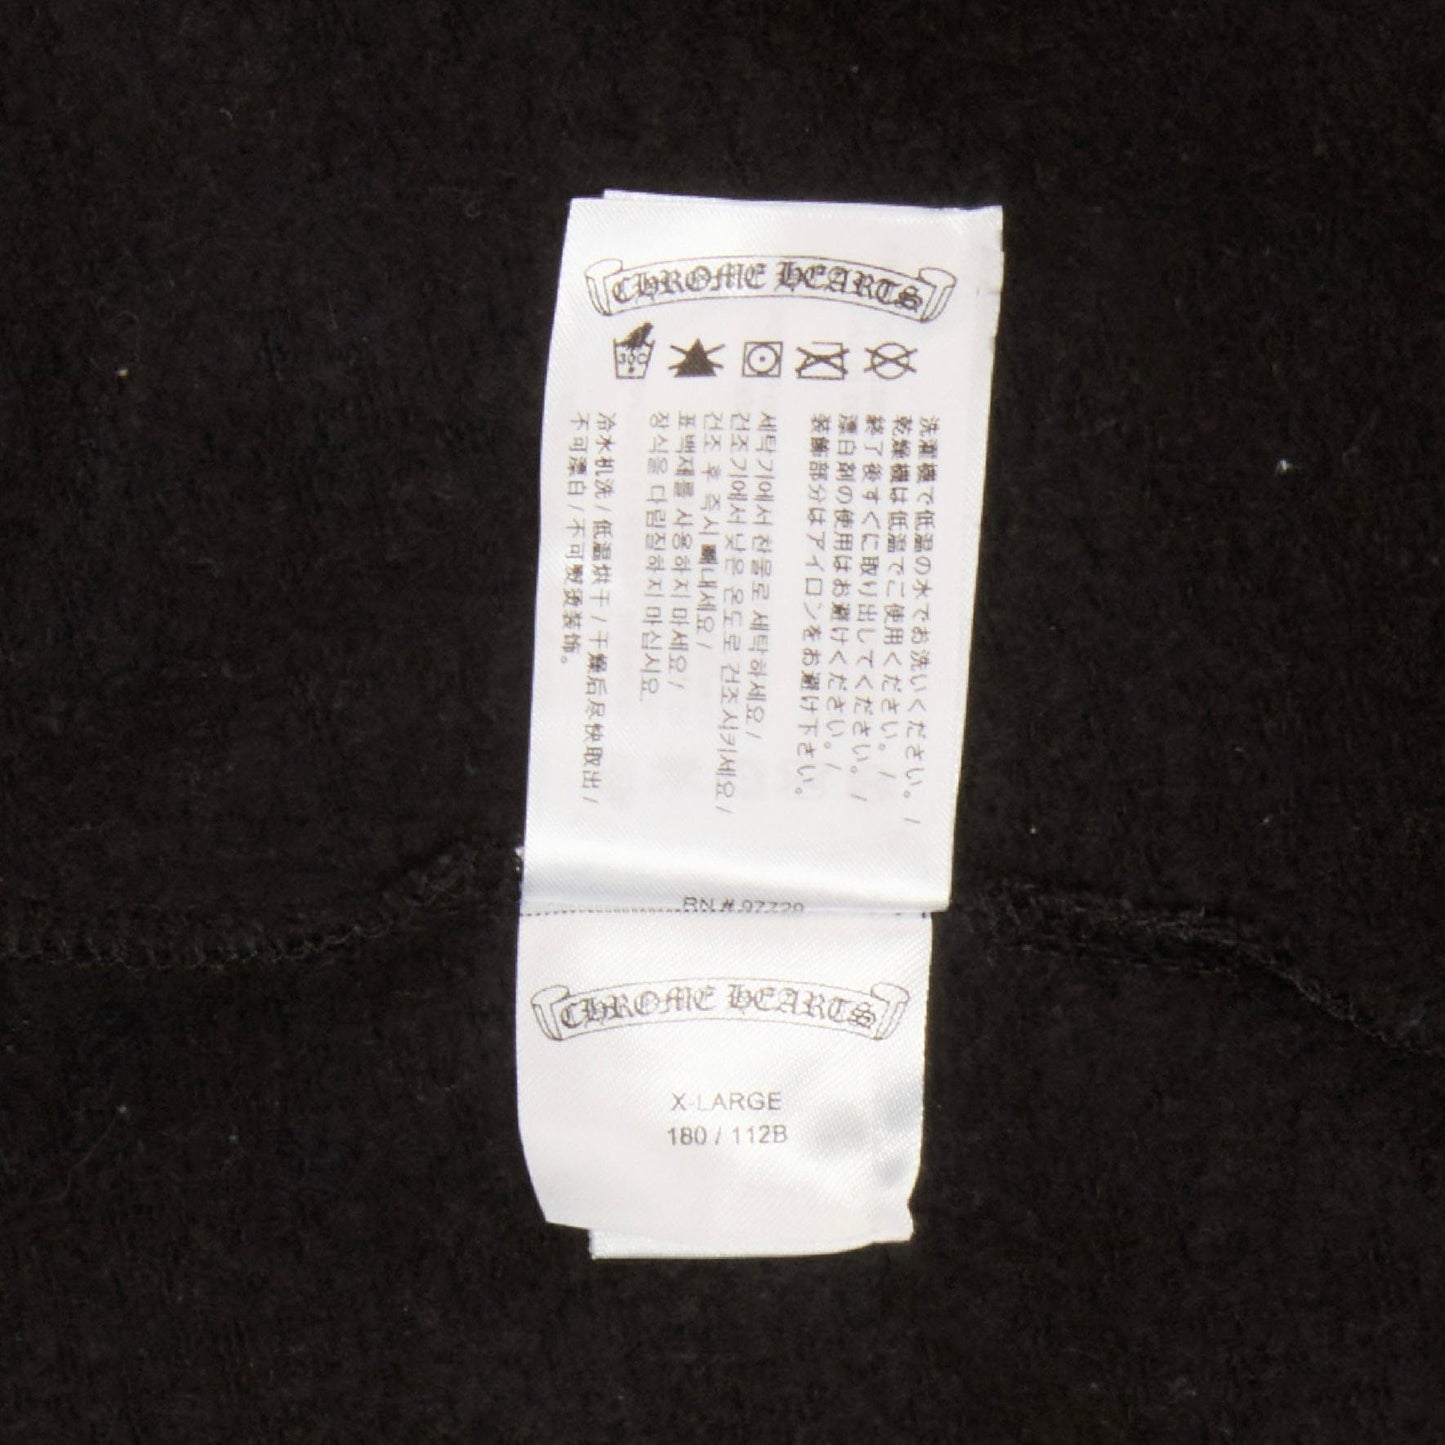 CHROME HEARTS
30C
洗濯機で低温の水でお洗いください。/
乾燥機は低温でご使用ください。/
終了後すぐに取り出してください。/
漂白剤の使用はお避けください。/
装飾部分はアイロンをお避け下さい。
세탁기에서 찬물로 세탁하세요/
건조기에서 낮은 온도로 건조시키세요/
건조 후 즉시 빼내세요/
표백제를 사용하지 마세요/
장식을 다림질하지 마십시요.
冷水机洗 / 低温烘干 / 干燥后尽快取出 /
不可漂白 / 不可熨烫装饰。
RN # 97729
CHROME HEARTS
X-LARGE
180 / 112B